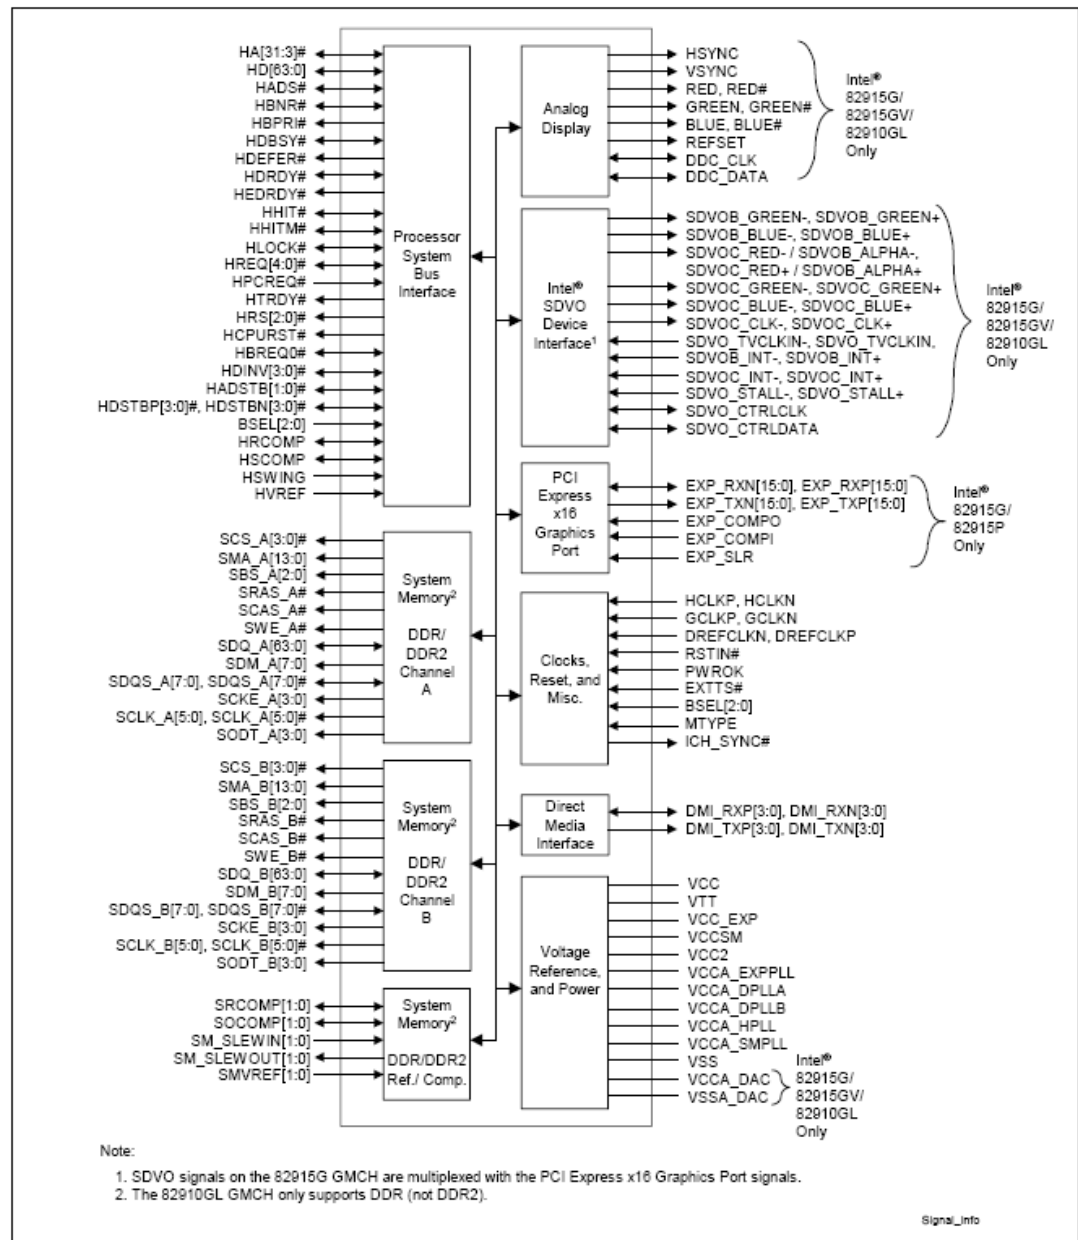 HA[31:3]#
HD[63:0]
HADS#
HBNR#
HBPRI#
HDBSY#
HDEFER#
HDRDY#
HEDRDY#
HHIT#
HHITM#
HLOCK#
HREQ[4:0]#
HPCREQ#
HTRDY#
HRS[2:0]#
HCPURST#
HBREQ0#
HDINV[3:0]#
HADSTB[1:0]#
HDSTBP[3:0]#, HDSTBN[3:0]#
BSEL[2:0]
HRCOMP
HSCOMP
HSWING
HVREF
Processor
System
Bus
Interface
SCS_A[3:0]#
SMA_A[13:0]
SBS_A[2:0]
SRAS_A#
SCAS_A#
SWE_A#
SDQ_A[63:0]
SDM_A[7:0]
SDQS_A[7:0], SDQS_A[7:0]#
SCKE_A[3:0]
SCLK_A[5:0], SCLK_A[5:0]#
SODT_A[3:0]
System
Memory²
DDR/
DDR2
Channel
A
SCS_B[3:0]#
SMA_B[13:0]
SBS_B[2:0]
SRAS_B#
SCAS_B#
SWE_B#
SDQ_B[63:0]
SDM_B[7:0]
SDQS_B[7:0], SDQS_B[7:0]#
SCKE_B[3:0]
SCLK_B[5:0], SCLK_B[5:0]#
SODT_B[3:0]
System
Memory²
DDR/
DDR2
Channel
B
SRCOMP[1:0]
SOCOMP[1:0]
SM_SLEWIN[1:0]
SM_SLEWOUT[1:0]
SMVREF[1:0]
System
Memory²
DDR/DDR2
Ref./ Comp.
Analog
Display
HSYNC
VSYNC
RED, RED#
GREEN, GREEN#
BLUE, BLUE#
REFSET
DDC_CLK
DDC_DATA
Intel®
82915G/
82915GV/
82910GL
Only
Intel®
SDVO
Device
Interface¹
SDVOB_GREEN-, SDVOB_GREEN+
SDVOB_BLUE-, SDVOB_BLUE+
SDVOC_RED- / SDVOB_ALPHA-,
SDVOC_RED+ / SDVOB_ALPHA+
SDVOC_GREEN-, SDVOC_GREEN+
SDVOC_BLUE-, SDVOC_BLUE+
SDVOC_CLK-, SDVOC_CLK+
SDVO_TVCLKIN-, SDVO_TVCLKIN,
SDVOB_INT-, SDVOB_INT+
SDVOC_INT-, SDVOC_INT+
SDVO_STALL-, SDVO_STALL+
SDVO_CTRLCLK
SDVO_CTRLDATA
Intel®
82915G/
82915GV/
82910GL
Only
PCI
Express
x16
Graphics
Port
EXP_RXN[15:0], EXP_RXP[15:0]
EXP_TXN[15:0], EXP_TXP[15:0]
EXP_COMPO
EXP_COMPI
EXP_SLR
Intel®
82915G/
82915P
Only
Clocks,
Reset, and
Misc.
HCLKP, HCLKN
GCLKP, GCLKN
DREFCLKN, DREFCLKP
RSTIN#
PWROK
EXTTS#
BSEL[2:0]
MTYPE
ICH_SYNC#
Direct
Media
Interface
DMI_RXP[3:0], DMI_RXN[3:0]
DMI_TXP[3:0], DMI_TXN[3:0]
Voltage
Reference,
and Power
VCC
VTT
VCC_EXP
VCCSM
VCC2
VCCA_EXPPLL
VCCA_DPLLA
VCCA_DPLLB
VCCA_HPLL
VCCA_SMPLL
VSS
VCCA_DAC
VSSA_DAC
Intel®
82915G/
82915GV/
82910GL
Only
Note:
1. SDVO signals on the 82915G GMCH are multiplexed with the PCI Express x16 Graphics Port signals.
2. The 82910GL GMCH only supports DDR (not DDR2).
Signal_Info